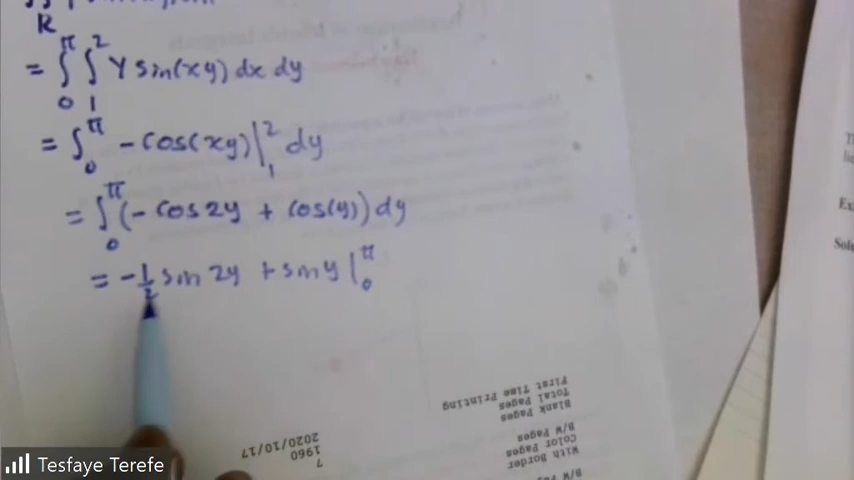 R
= ∫₀^π ∫₁² y sin(xy) dx dy
= ∫₀^π - cos(xy) |₁² dy
= ∫₀^π (- cos 2y + cos(y)) dy
= - 1/2 sin 2y + sin y |₀^π
First Time Printing
Total Pages
Blank Pages
B/W Pages
Color Pages
With Border
B/W
2020/10/17
1960
7
Tesfaye Terefe
Ex
Solu